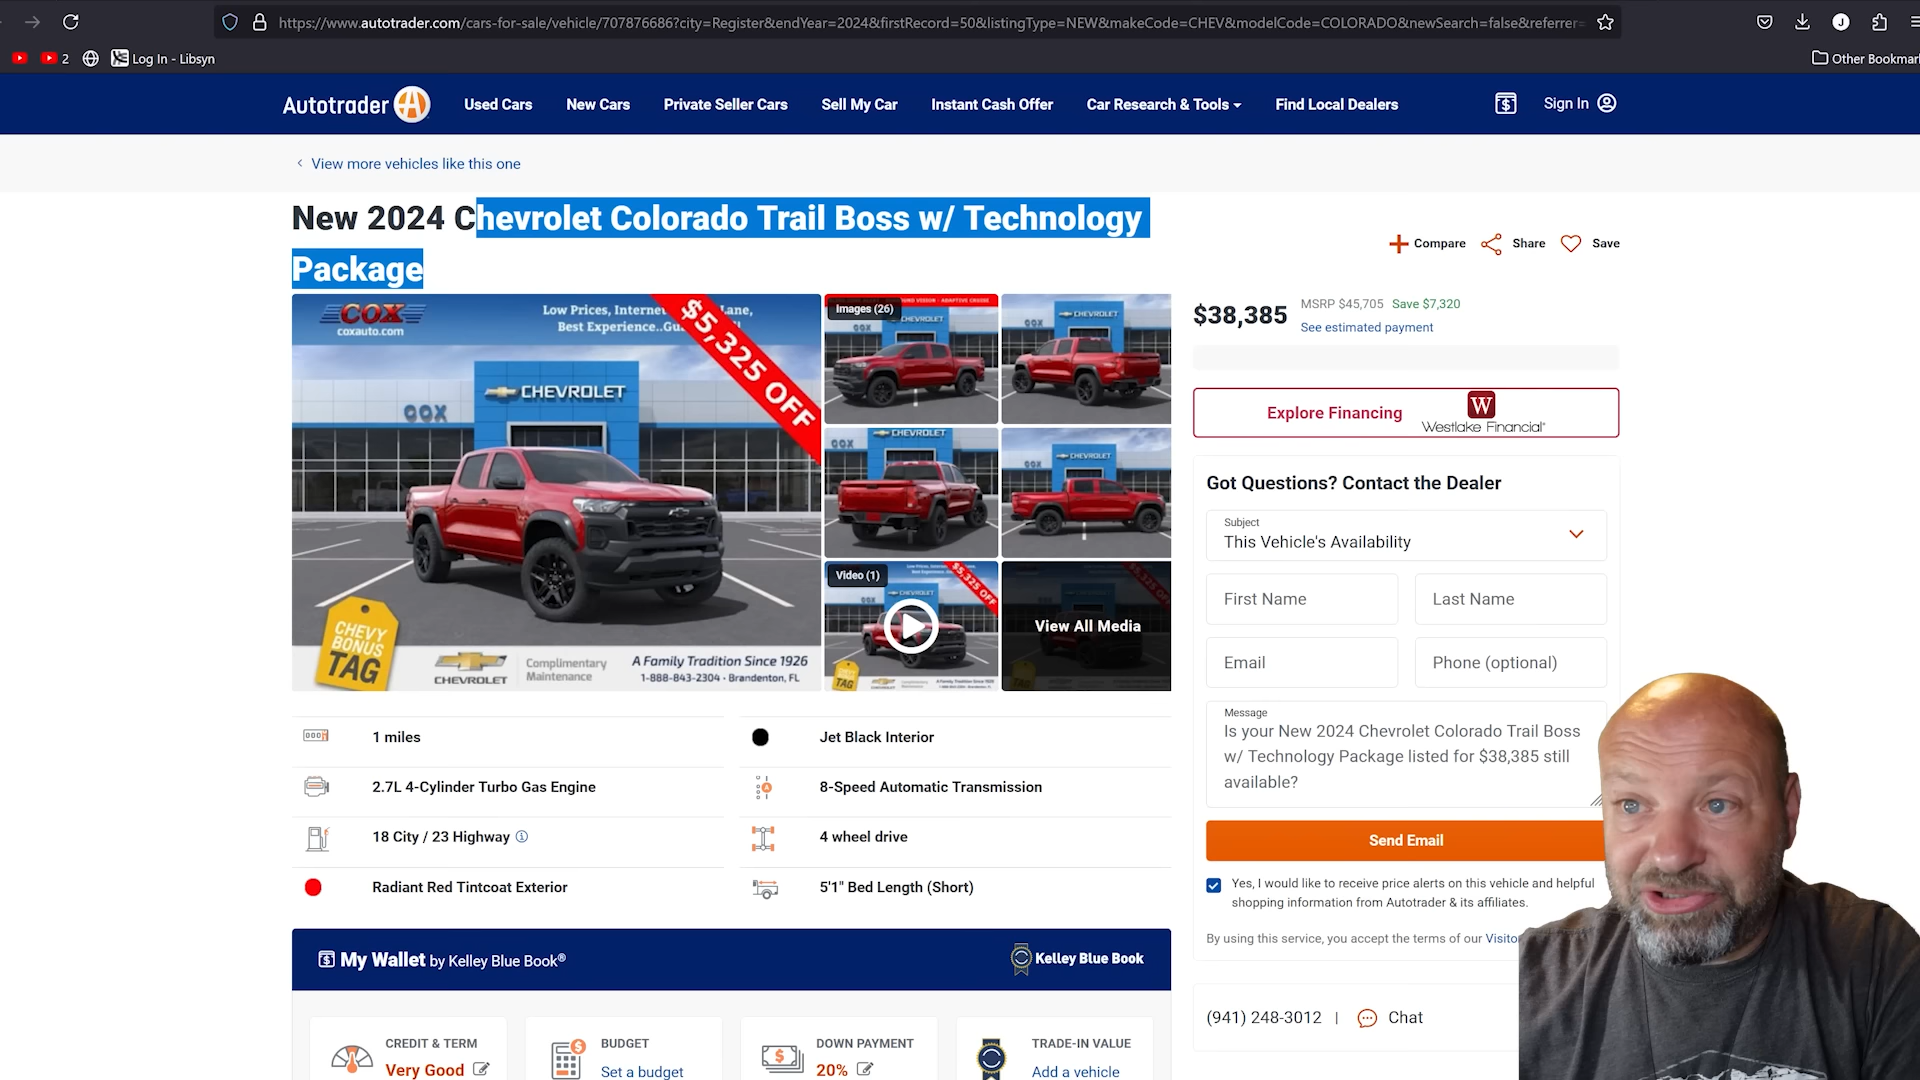 https://www.autotrader.com/cars-for-sale/vehicle/707876686?city=Register&endYear=2024&firstRecord=50&listingType=NEW&makeCode=CHEV&modelCode=COLORADO&newSearch=false&referrer=
2
Log In - Libsyn
Other Bookmar
Autotrader
Used Cars
New Cars
Private Seller Cars
Sell My Car
Instant Cash Offer
Car Research & Tools
Find Local Dealers
Sign In
View more vehicles like this one
New 2024 Chevrolet Colorado Trail Boss w/ Technology
Package
Compare
Share
Save
COX
coxauto.com
Low Prices, Interne Lane,
Best Experience..Gu
$5,325 OFF
CHEVROLET
COX
CHEVY
BONUS
TAG
CHEVROLET
Complimentary
Maintenance
A Family Tradition Since 1926
1-888-843-2304 • Brandenton, FL
Images (26)
CHEVROLET
CHEVROLET
CHEVROLET
CHEVROLET
Video (1)
$5,325 OFF
View All Media
$38,385
MSRP $45,705 Save $7,320
See estimated payment
Explore Financing
W
Westlake Financial
Got Questions? Contact the Dealer
Subject
This Vehicle's Availability
First Name
Last Name
Email
Phone (optional)
Message
Is your New 2024 Chevrolet Colorado Trail Boss
w/ Technology Package listed for $38,385 still
available?
Send Email
Yes, I would like to receive price alerts on this vehicle and helpful
shopping information from Autotrader & its affiliates.
By using this service, you accept the terms of our Visito
(941) 248-3012 | Chat
1 miles
Jet Black Interior
2.7L 4-Cylinder Turbo Gas Engine
8-Speed Automatic Transmission
18 City / 23 Highway
4 wheel drive
Radiant Red Tintcoat Exterior
5'1" Bed Length (Short)
My Wallet by Kelley Blue Book®
Kelley Blue Book
CREDIT & TERM
Very Good
BUDGET
Set a budget
DOWN PAYMENT
20%
TRADE-IN VALUE
Add a vehicle